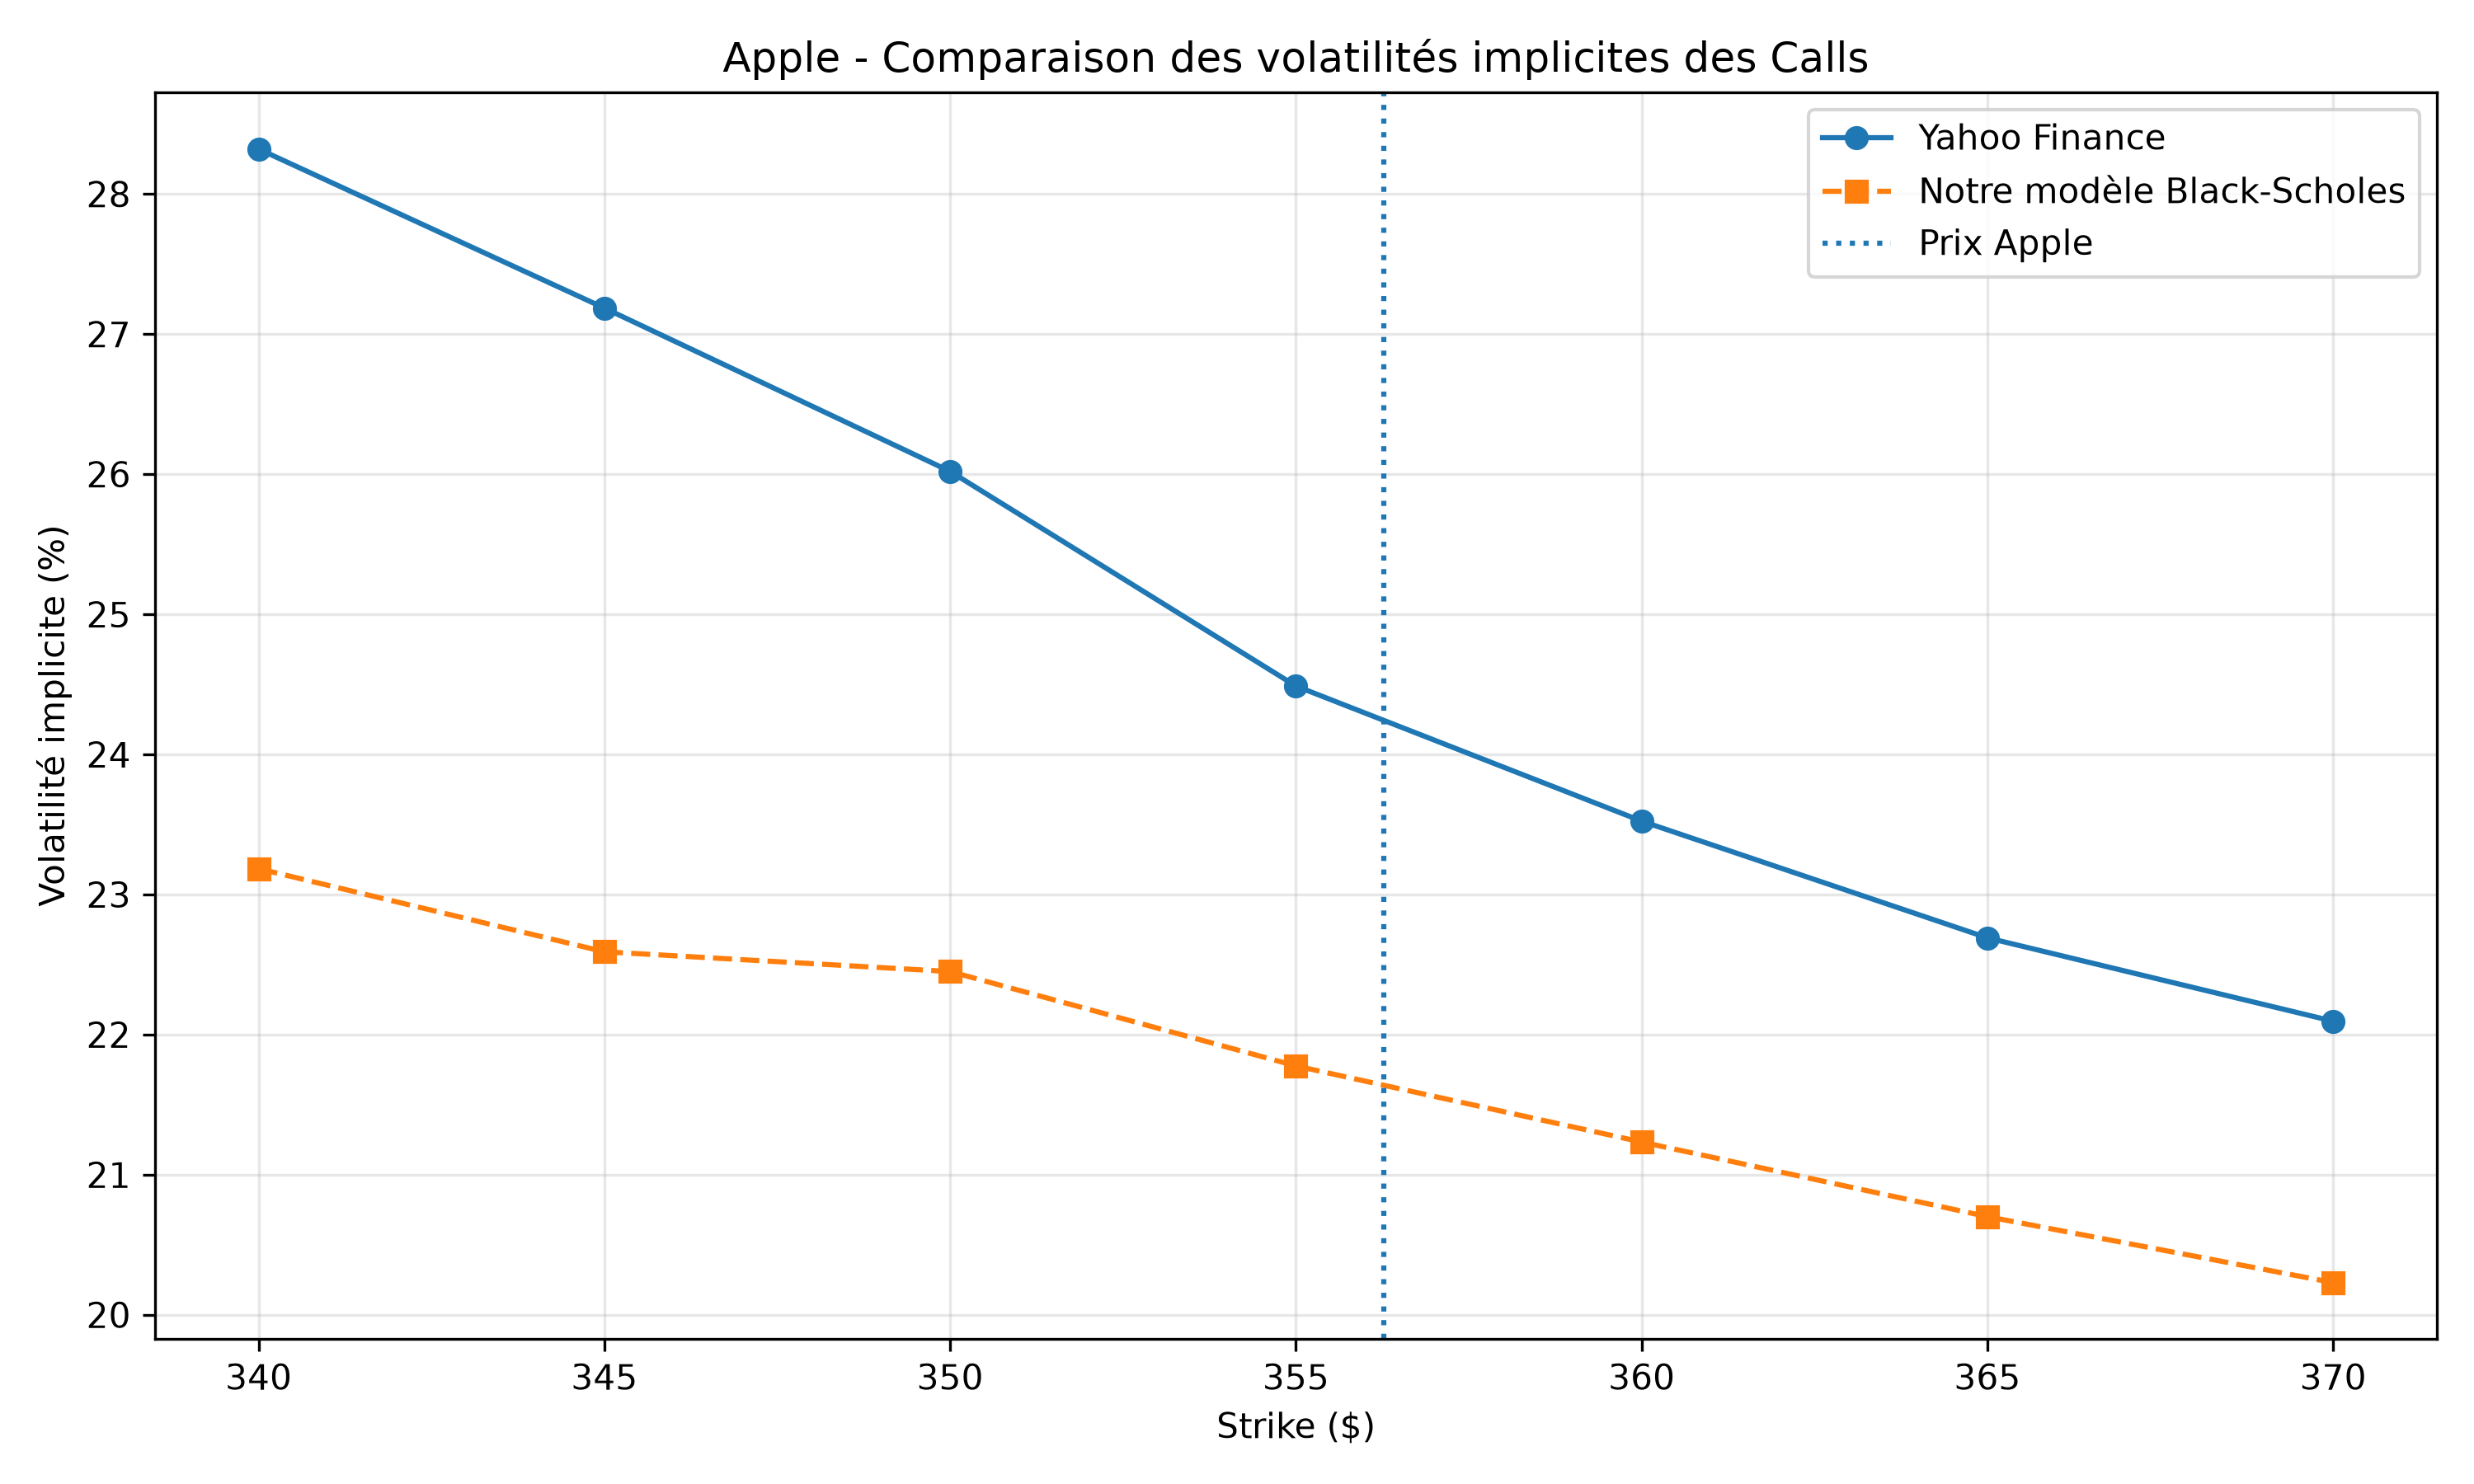 Apple - Comparaison des volatilités implicites des Calls
Yahoo Finance
Notre modèle Black-Scholes
Prix Apple
Volatilité implicite (%)
28
27
26
25
24
23
22
21
20
340 345 350 355 360 365 370
Strike ($)